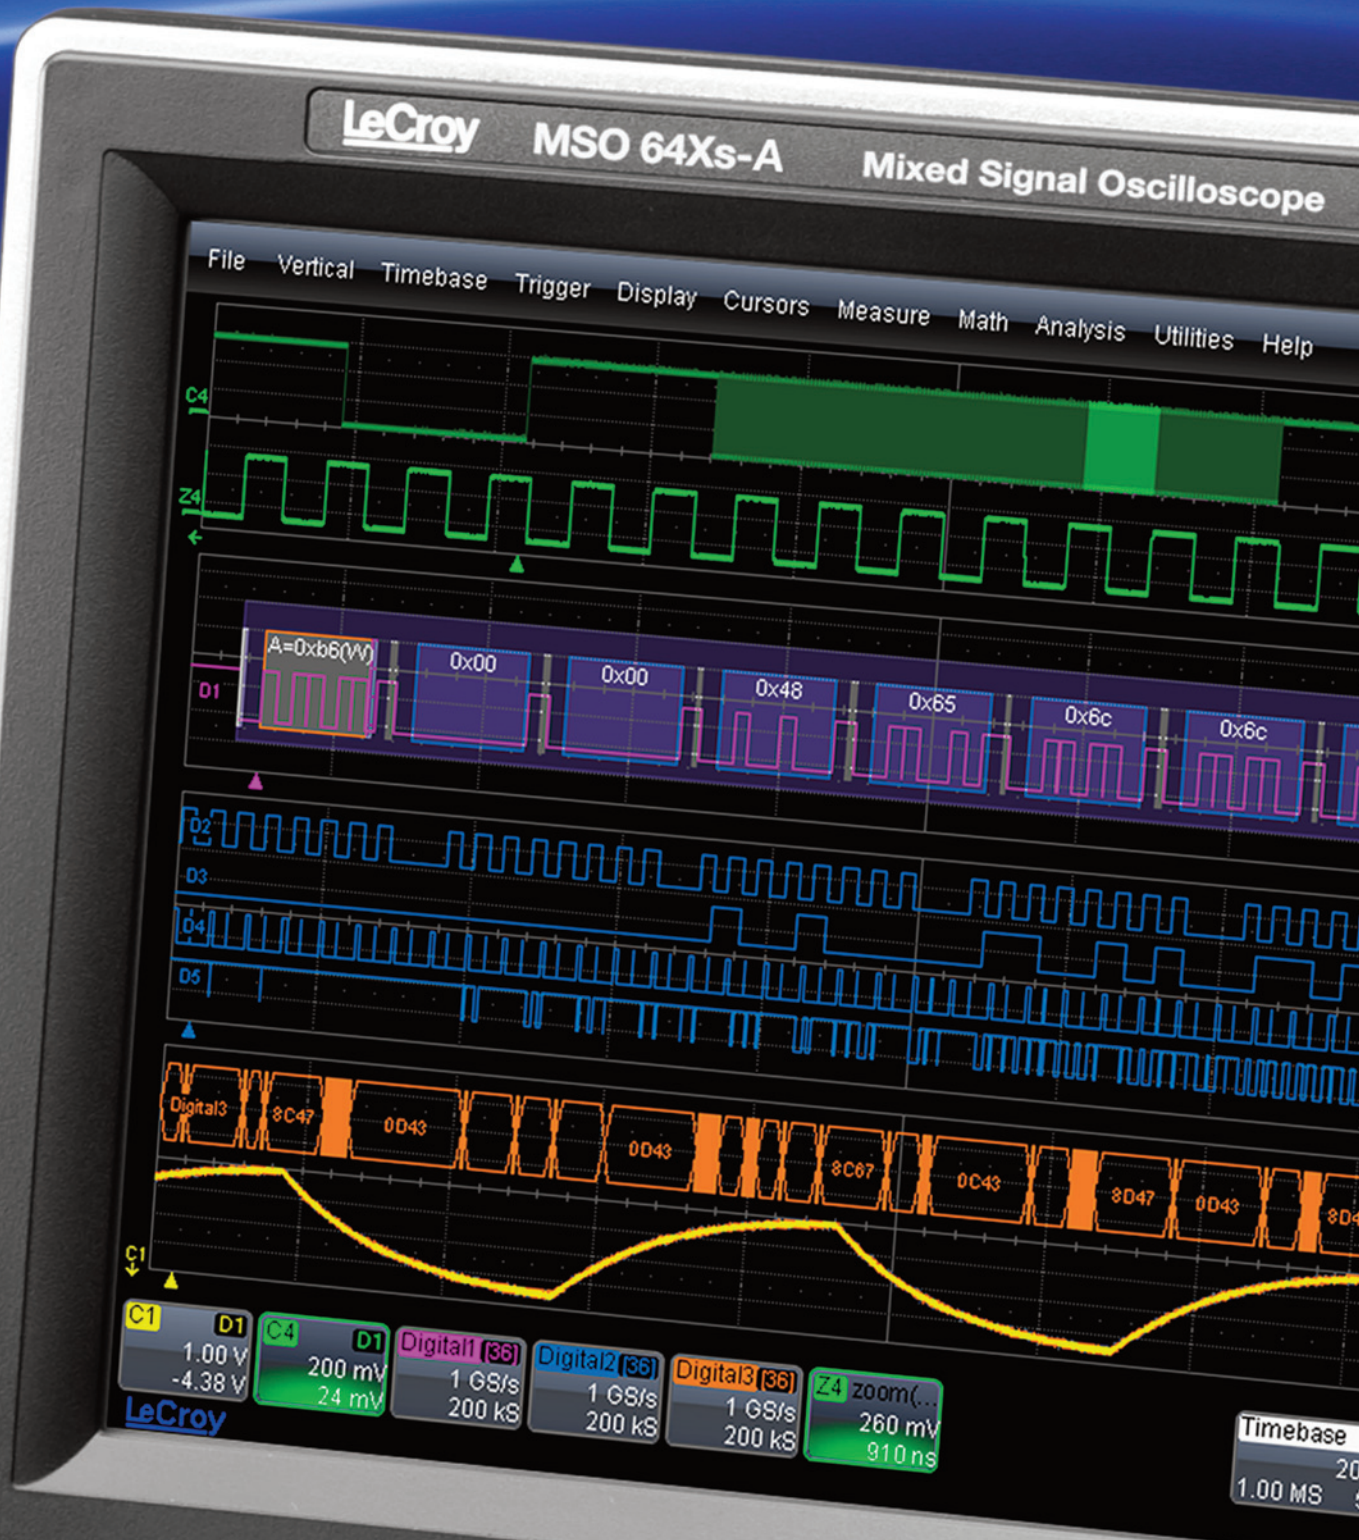 LeCroy MSO 64Xs-A Mixed Signal Oscilloscope
File Vertical Timebase Trigger Display Cursors Measure Math Analysis Utilities Help
C4
Z4
A=0xb6(W) 0x00 0x00 0x48 0x65 0x6c 0x6c
D1
D2
D3
D4
D5
Digital3 8C47 0D43 0D43 8C67 0C43 8D47 0D43
C1
C1 D1
1.00 V
-4.38 V
C4 D1
200 mV
24 mV
Digital1 [36]
1 GS/s
200 kS
Digital2 [36]
1 GS/s
200 kS
Digital3 [36]
1 GS/s
200 kS
Z4 zoom(...
260 mV
910 ns
LeCroy
Timebase
20
1.00 MS